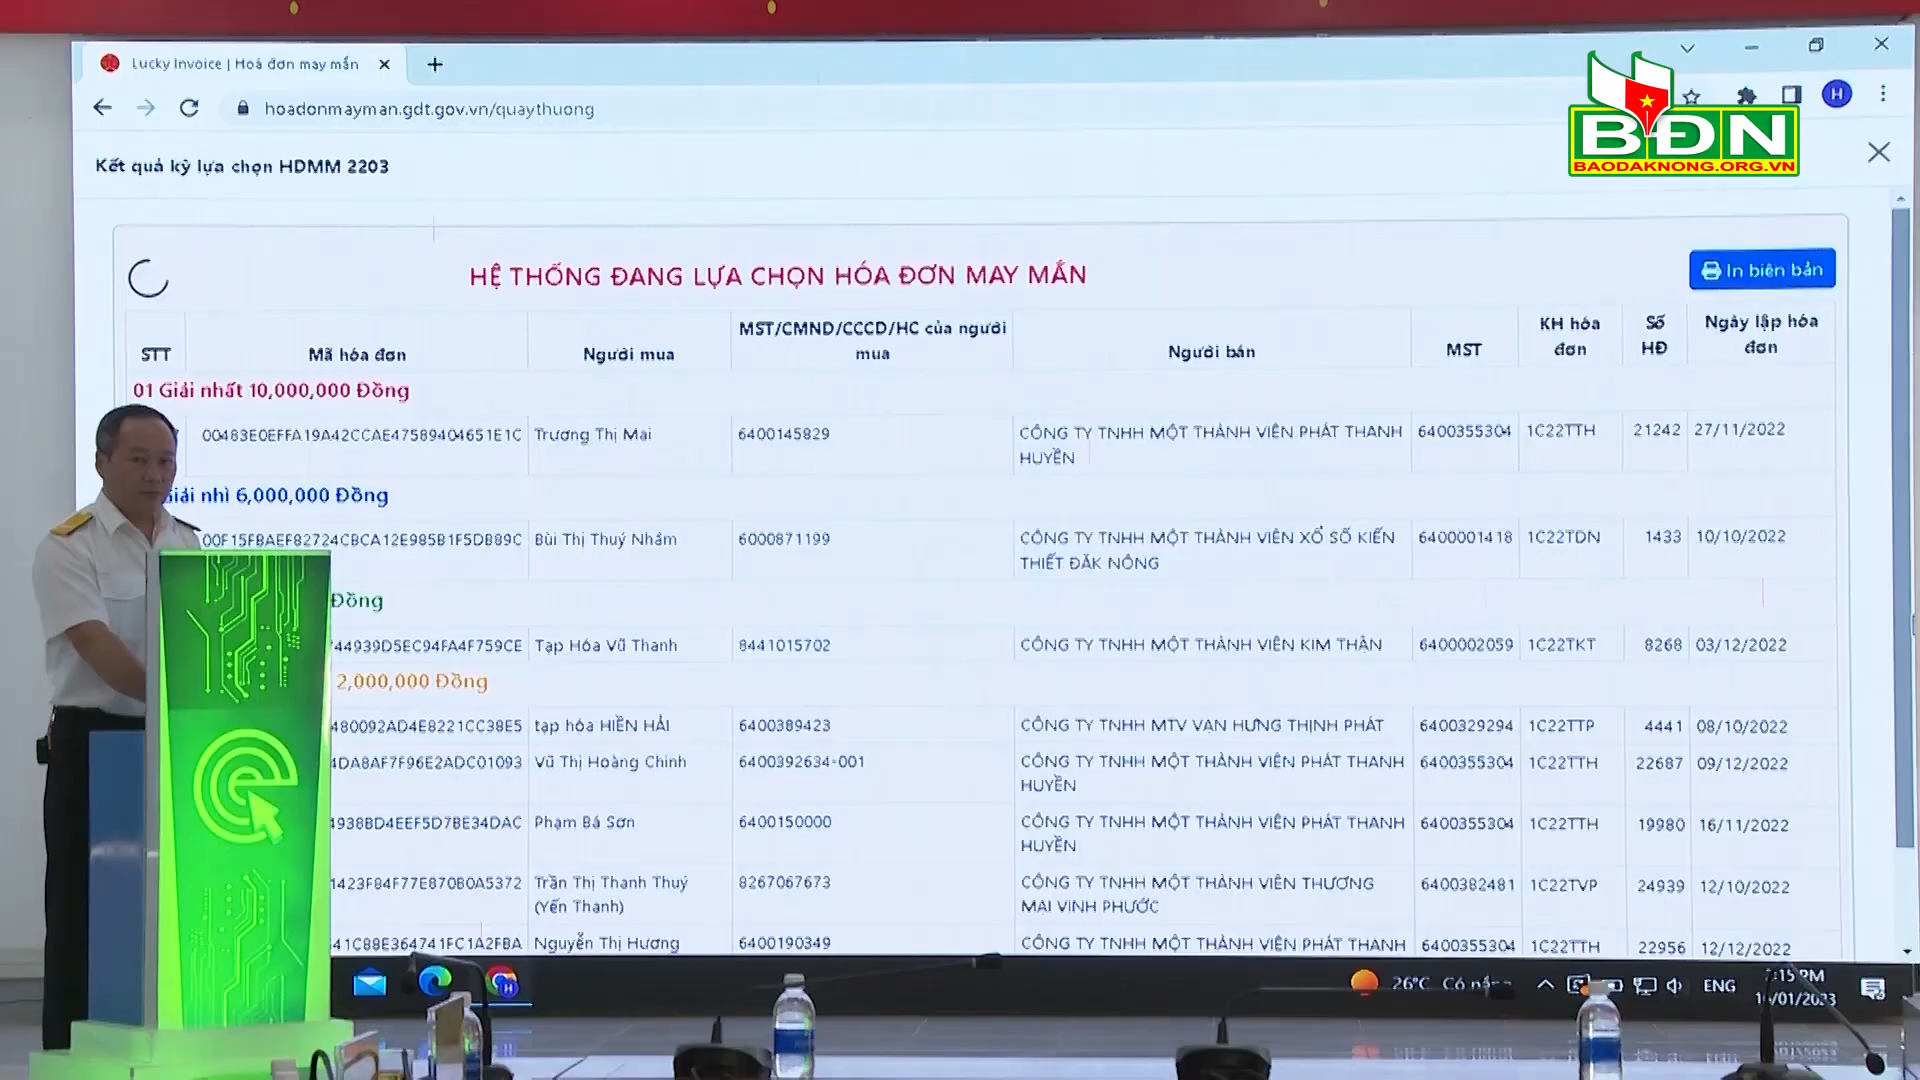 Lucky Invoice | Hoá đơn may mắn
hoadonmayman.gdt.gov.vn/quaythuong
H
BĐN
BAODAKNONG.ORG.VN
Kết quả kỳ lựa chọn HDMM 2203
HỆ THỐNG ĐANG LỰA CHỌN HÓA ĐƠN MAY MẮN
In biên bản
STT Mã hóa đơn Người mua MST/CMND/CCCD/HC của người mua Người bán MST KH hóa đơn Số HĐ Ngày lập hóa đơn
01 Giải nhất 10,000,000 Đồng
00483E0EFFA19A42CCAE47589404651E1C Trương Thị Mai 6400145829 CÔNG TY TNHH MỘT THÀNH VIÊN PHÁT THANH 6400355304 1C22TTH 21242 27/11/2022
HUYỀN
Giải nhì 6,000,000 Đồng
00F15FBAEF82724CBCA12E985B1F5DB89C Bùi Thị Thuý Nhâm 6000871199 CÔNG TY TNHH MỘT THÀNH VIÊN XỔ SỐ KIẾN 6400001418 1C22TDN 1433 10/10/2022
THIẾT ĐĂK NÔNG
Đồng
44939D5EC94FA4F759CE Tạp Hóa Vũ Thanh 8441015702 CÔNG TY TNHH MỘT THÀNH VIÊN KIM THẬN 6400002059 1C22TKT 8268 03/12/2022
2,000,000 Đồng
480092AD4E8221CC38E5 tạp hóa HIỀN HẢI 6400389423 CÔNG TY TNHH MTV VẠN HƯNG THỊNH PHÁT 6400329294 1C22TTP 4441 08/10/2022
4DA8AF7F96E2ADC01093 Vũ Thị Hoàng Chinh 6400392634-001 CÔNG TY TNHH MỘT THÀNH VIÊN PHÁT THANH 6400355304 1C22TTH 22687 09/12/2022
HUYỀN
4938BD4EEF5D7BE34DAC Phạm Bá Sơn 6400150000 CÔNG TY TNHH MỘT THÀNH VIÊN PHÁT THANH 6400355304 1C22TTH 19980 16/11/2022
HUYỀN
1423F84F77E870B0A5372 Trần Thị Thanh Thuý 8267067673 CÔNG TY TNHH MỘT THÀNH VIÊN THƯƠNG 6400382481 1C22TVP 24939 12/10/2022
(Yến Thanh) MẠI VINH PHƯỚC
41C88E364741FC1A2FBA Nguyễn Thị Hương 6400190349 CÔNG TY TNHH MỘT THÀNH VIÊN PHÁT THANH 6400355304 1C22TTH 22956 12/12/2022
26°C Có nắng ENG :15 PM